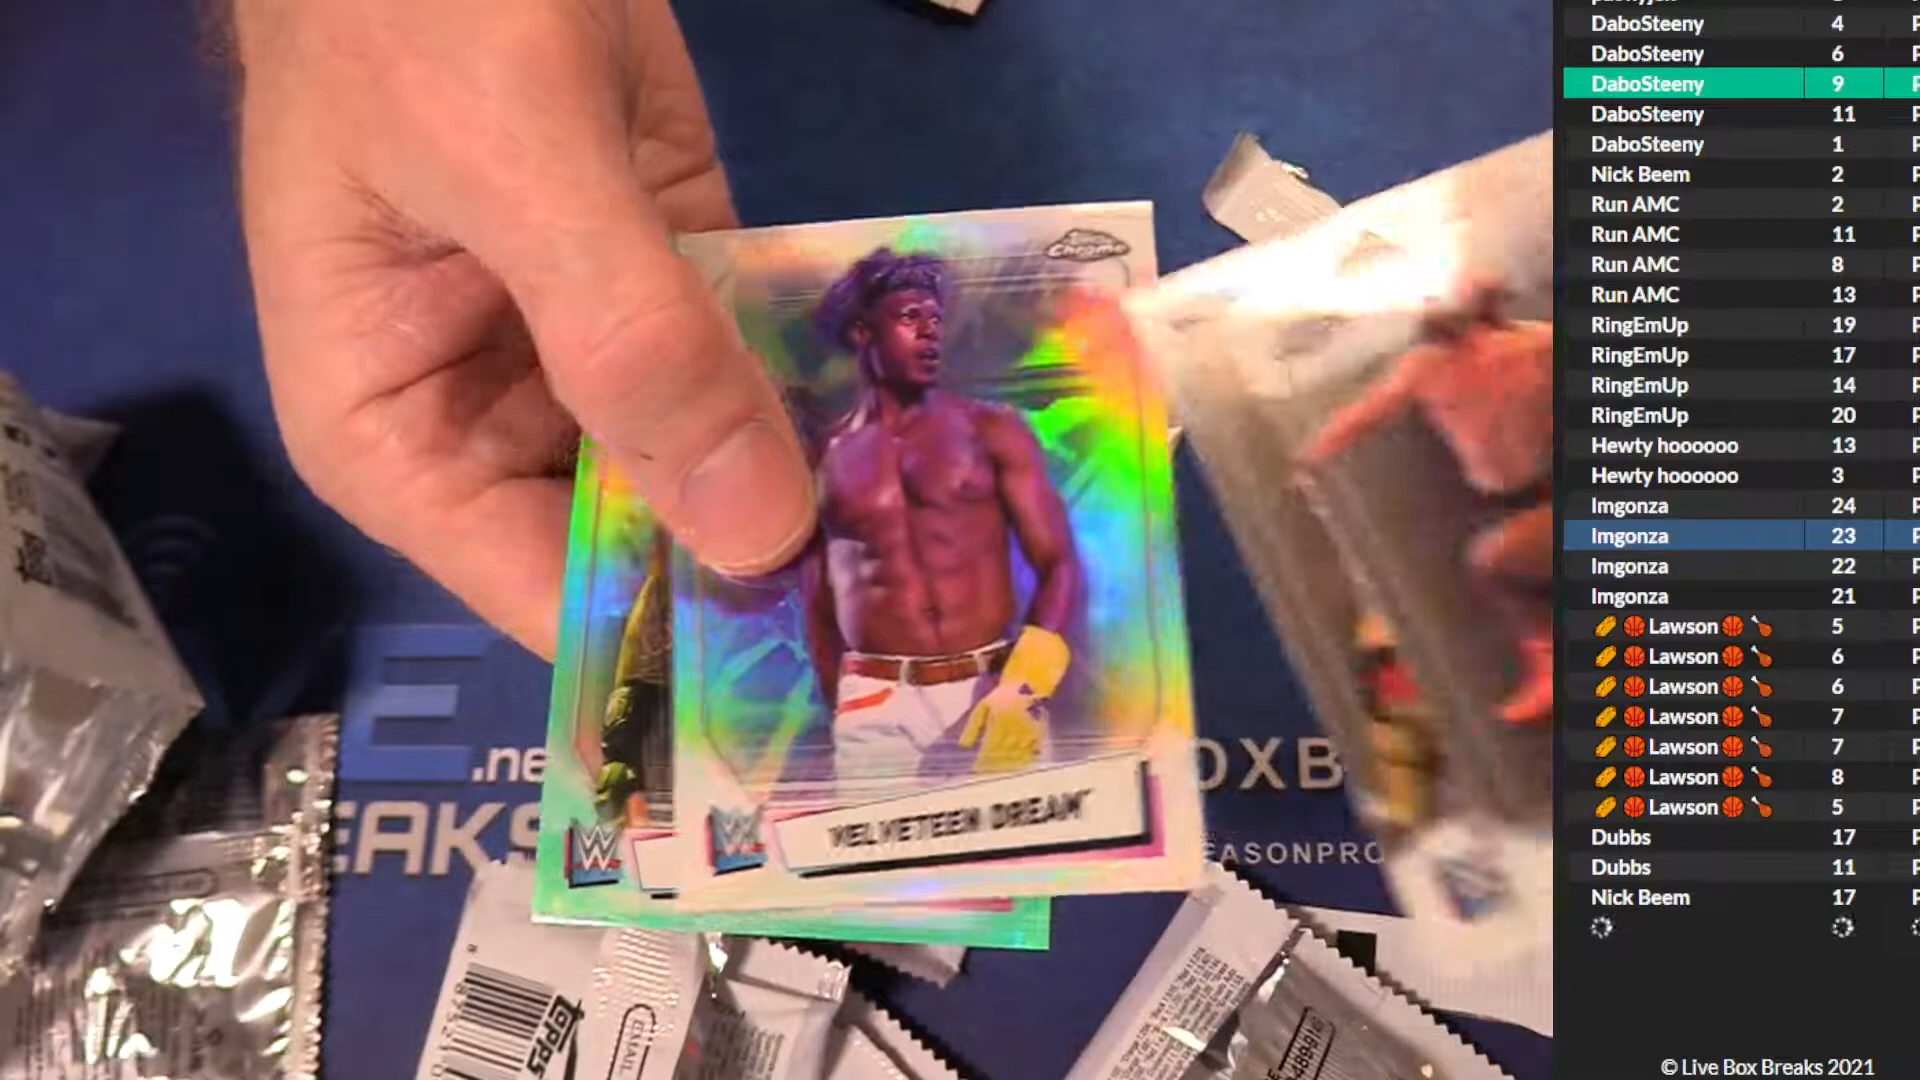 DaboSteeny 4
DaboSteeny 6
DaboSteeny 9
DaboSteeny 11
DaboSteeny 1
Nick Beem 2
Run AMC 2
Run AMC 11
Run AMC 8
Run AMC 13
RingEmUp 19
RingEmUp 17
RingEmUp 14
RingEmUp 20
Hewty hoooooo 13
Hewty hoooooo 3
Imgonza 24
Imgonza 23
Imgonza 22
Imgonza 21
🌭 🏀 Lawson 🏀 🍗 5
🌭 🏀 Lawson 🏀 🍗 6
🌭 🏀 Lawson 🏀 🍗 6
🌭 🏀 Lawson 🏀 🍗 7
🌭 🏀 Lawson 🏀 🍗 7
🌭 🏀 Lawson 🏀 🍗 8
🌭 🏀 Lawson 🏀 🍗 5
Dubbs 17
Dubbs 11
Nick Beem 17
© Live Box Breaks 2021
Chrome
VELVETEEN DREAM™
W
E
.ne
EAKS
OXB
EASONPRO
topps
EMAIL